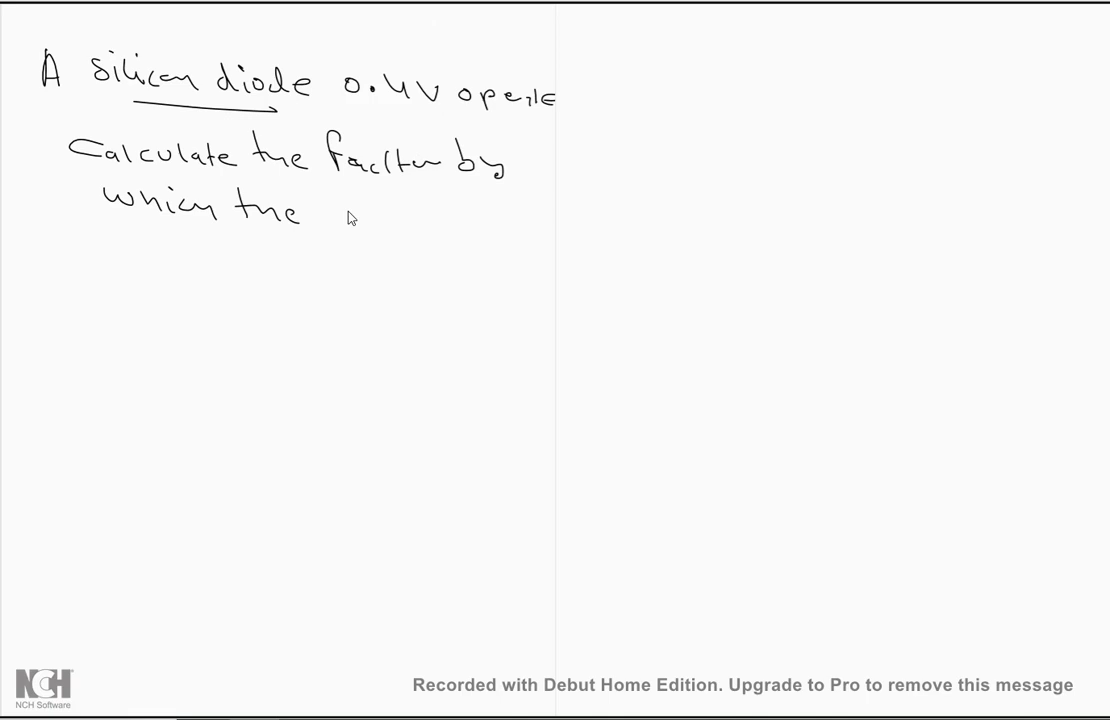 A silicon diode 0.4V operate
Calculate the factor by
which the
NCH
NCH Software
Recorded with Debut Home Edition. Upgrade to Pro to remove this message